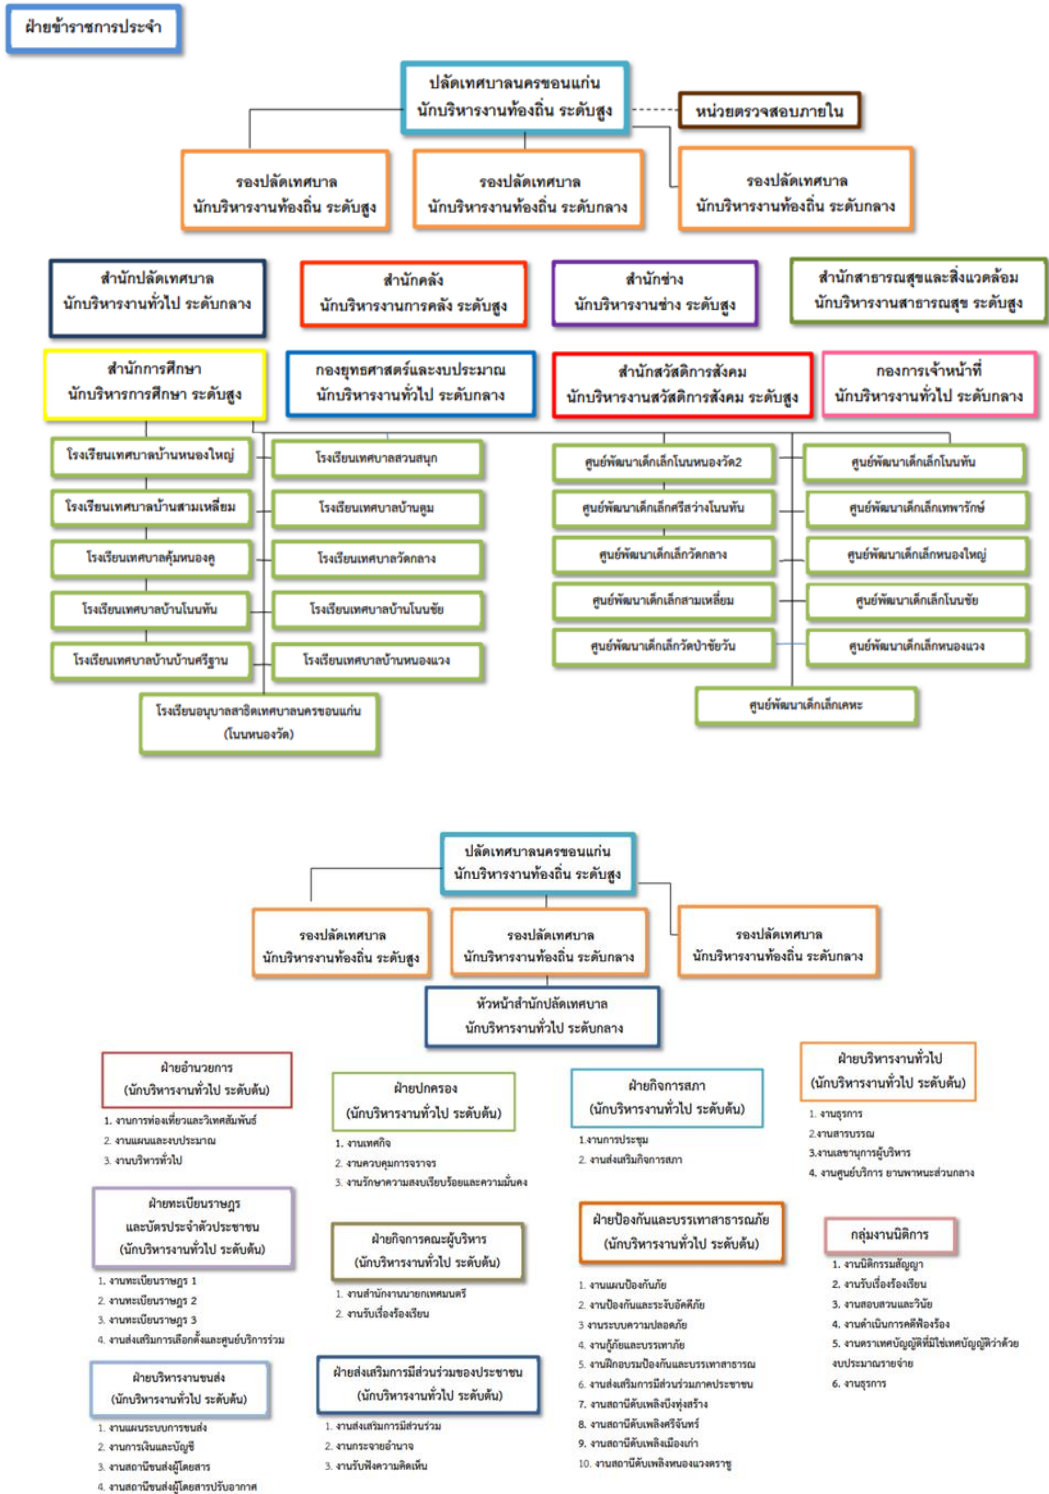 ฝ่ายข้าราชการประจำ
ปลัดเทศบาลนครขอนแก่น
นักบริหารงานท้องถิ่น ระดับสูง
หน่วยตรวจสอบภายใน
รองปลัดเทศบาล
นักบริหารงานท้องถิ่น ระดับสูง
รองปลัดเทศบาล
นักบริหารงานท้องถิ่น ระดับกลาง
รองปลัดเทศบาล
นักบริหารงานท้องถิ่น ระดับกลาง
สำนักปลัดเทศบาล
นักบริหารงานทั่วไป ระดับกลาง
สำนักคลัง
นักบริหารงานการคลัง ระดับสูง
สำนักช่าง
นักบริหารงานช่าง ระดับสูง
สำนักสาธารณสุขและสิ่งแวดล้อม
นักบริหารงานสาธารณสุข ระดับสูง
สำนักการศึกษา
นักบริหารการศึกษา ระดับสูง
กองยุทธศาสตร์และงบประมาณ
นักบริหารงานทั่วไป ระดับกลาง
สำนักสวัสดิการสังคม
นักบริหารงานสวัสดิการสังคม ระดับสูง
กองการเจ้าหน้าที่
นักบริหารงานทั่วไป ระดับกลาง
โรงเรียนเทศบาลบ้านหนองใหญ่
โรงเรียนเทศบาลสวนสนุก
ศูนย์พัฒนาเด็กเล็กโนนหนองวัด2
ศูนย์พัฒนาเด็กเล็กโนนทัน
โรงเรียนเทศบาลบ้านสามเหลี่ยม
โรงเรียนเทศบาลบ้านตูม
ศูนย์พัฒนาเด็กเล็กศรีสว่างโนนทัน
ศูนย์พัฒนาเด็กเล็กเทพารักษ์
โรงเรียนเทศบาลคุ้มหนองคู
โรงเรียนเทศบาลวัดกลาง
ศูนย์พัฒนาเด็กเล็กวัดกลาง
ศูนย์พัฒนาเด็กเล็กหนองใหญ่
โรงเรียนเทศบาลบ้านโนนทัน
โรงเรียนเทศบาลบ้านโนนชัย
ศูนย์พัฒนาเด็กเล็กสามเหลี่ยม
ศูนย์พัฒนาเด็กเล็กโนนชัย
โรงเรียนเทศบาลบ้านบ้านศรีฐาน
โรงเรียนเทศบาลบ้านหนองแวง
ศูนย์พัฒนาเด็กเล็กวัดป่าชัยวัน
ศูนย์พัฒนาเด็กเล็กหนองแวง
โรงเรียนอนุบาลสาธิตเทศบาลนครขอนแก่น
(โนนหนองวัด)
ศูนย์พัฒนาเด็กเล็กเคหะ
ปลัดเทศบาลนครขอนแก่น
นักบริหารงานท้องถิ่น ระดับสูง
รองปลัดเทศบาล
นักบริหารงานท้องถิ่น ระดับสูง
รองปลัดเทศบาล
นักบริหารงานท้องถิ่น ระดับกลาง
รองปลัดเทศบาล
นักบริหารงานท้องถิ่น ระดับกลาง
หัวหน้าสำนักปลัดเทศบาล
นักบริหารงานทั่วไป ระดับกลาง
ฝ่ายอำนวยการ
(นักบริหารงานทั่วไป ระดับต้น)
1. งานการท่องเที่ยวและวิเทศสัมพันธ์
2. งานแผนและงบประมาณ
3. งานบริหารทั่วไป
ฝ่ายปกครอง
(นักบริหารงานทั่วไป ระดับต้น)
1. งานเทศกิจ
2. งานควบคุมการจราจร
3. งานรักษาความสงบเรียบร้อยและความมั่นคง
ฝ่ายกิจการสภา
(นักบริหารงานทั่วไป ระดับต้น)
1.งานการประชุม
2. งานส่งเสริมกิจการสภา
ฝ่ายบริหารงานทั่วไป
(นักบริหารงานทั่วไป ระดับต้น)
1. งานธุรการ
2.งานสารบรรณ
3.งานเลขานุการผู้บริหาร
4. งานศูนย์บริการ ยานพาหนะส่วนกลาง
ฝ่ายทะเบียนราษฎร
และบัตรประจำตัวประชาชน
(นักบริหารงานทั่วไป ระดับต้น)
1. งานทะเบียนราษฎร 1
2. งานทะเบียนราษฎร 2
3. งานทะเบียนราษฎร 3
4. งานส่งเสริมการเลือกตั้งและศูนย์บริการร่วม
ฝ่ายกิจการคณะผู้บริหาร
(นักบริหารงานทั่วไป ระดับต้น)
1. งานสำนักงานนายกเทศมนตรี
2. งานรับเรื่องร้องเรียน
ฝ่ายป้องกันและบรรเทาสาธารณภัย
(นักบริหารงานทั่วไป ระดับต้น)
1. งานแผนป้องกันภัย
2. งานป้องกันและระงับอัคคีภัย
3 งานระบบความปลอดภัย
4. งานกู้ภัยและบรรเทาภัย
5. งานฝึกอบรมป้องกันและบรรเทาสาธารณ
6. งานส่งเสริมการมีส่วนร่วมภาคประชาชน
7. งานสถานีดับเพลิงบึงทุ่งสร้าง
8. งานสถานีดับเพลิงศรีจันทร์
9. งานสถานีดับเพลิงเมืองเก่า
10. งานสถานีดับเพลิงหนองแวงตราชู
กลุ่มงานนิติการ
1. งานนิติกรรมสัญญา
2. งานรับเรื่องร้องเรียน
3. งานสอบสวนและวินัย
4. งานดำเนินการคดีฟ้องร้อง
5. งานตราเทศบัญญัติที่มิใช่เทศบัญญัติว่าด้วย
งบประมาณรายจ่าย
6. งานธุรการ
ฝ่ายบริหารงานขนส่ง
(นักบริหารงานทั่วไป ระดับต้น)
1. งานแผนระบบการขนส่ง
2. งานการเงินและบัญชี
3. งานสถานีขนส่งผู้โดยสาร
4. งานสถานีขนส่งผู้โดยสารปรับอากาศ
ฝ่ายส่งเสริมการมีส่วนร่วมของประชาชน
(นักบริหารงานทั่วไป ระดับต้น)
1. งานส่งเสริมการมีส่วนร่วม
2. งานกระจายอำนาจ
3. งานรับฟังความคิดเห็น